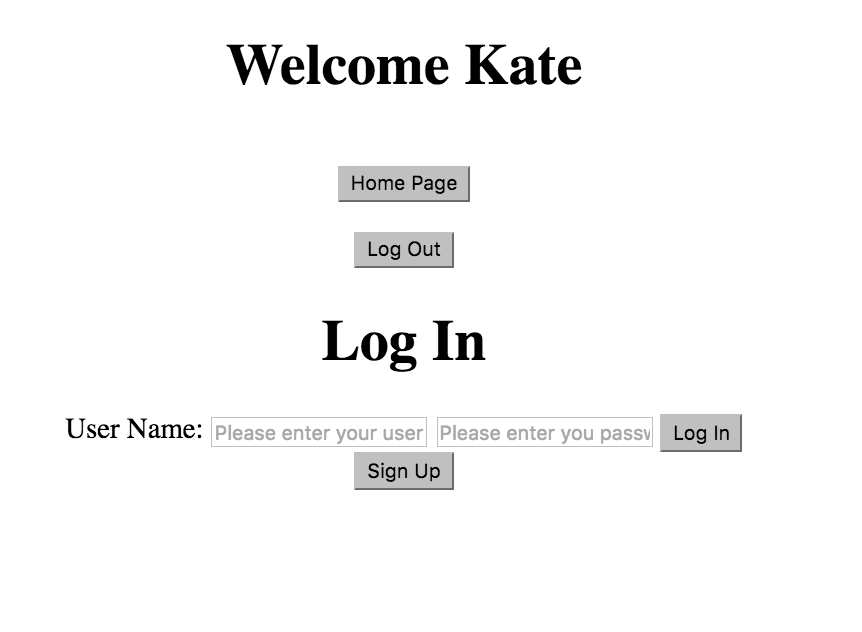 Welcome Kate
Home Page
Log Out
Log In
User Name: Please enter your user Please enter you passw Log In
Sign Up